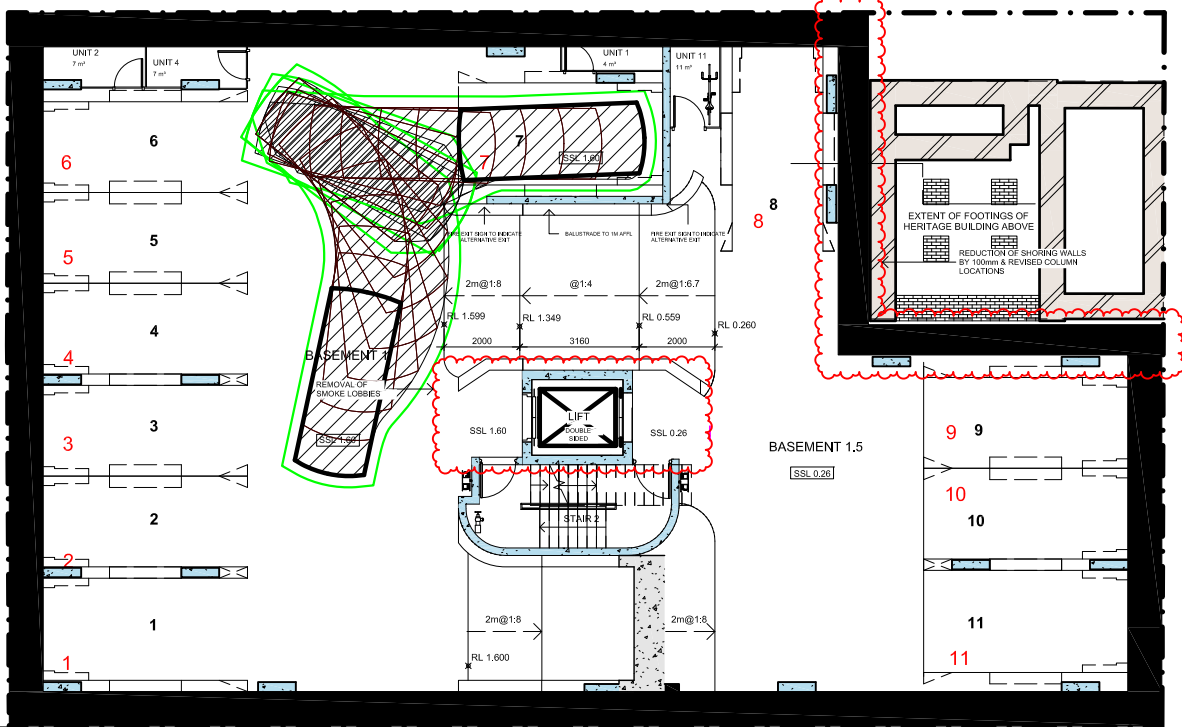 UNIT 2
7 m²
UNIT 4
7 m²
UNIT 1
4 m²
UNIT 11
11 m²
6
6
7
7
SSL 1.60
8
8
5
5
FIRE EXIT SIGN TO INDICATE
ALTERNATIVE EXIT
BALUSTRADE TO 1M AFFL
FIRE EXIT SIGN TO INDICATE
ALTERNATIVE EXIT
EXTENT OF FOOTINGS OF
HERITAGE BUILDING ABOVE
REDUCTION OF SHORING WALLS
BY 100mm & REVISED COLUMN
LOCATIONS
2m@1:8
@1:4
2m@1:6.7
RL 1.599
RL 1.349
RL 0.559
RL 0.260
2000
3160
2000
4
4
BASEMENT 1
REMOVAL OF
SMOKE LOBBIES
SSL 1.60
3
3
SSL 1.60
LIFT
DOUBLE
SIDED
SSL 0.26
BASEMENT 1.5
SSL 0.26
9
9
10
10
2
2
STAIR 2
1
1
2m@1:8
2m@1:8
RL 1.600
11
11